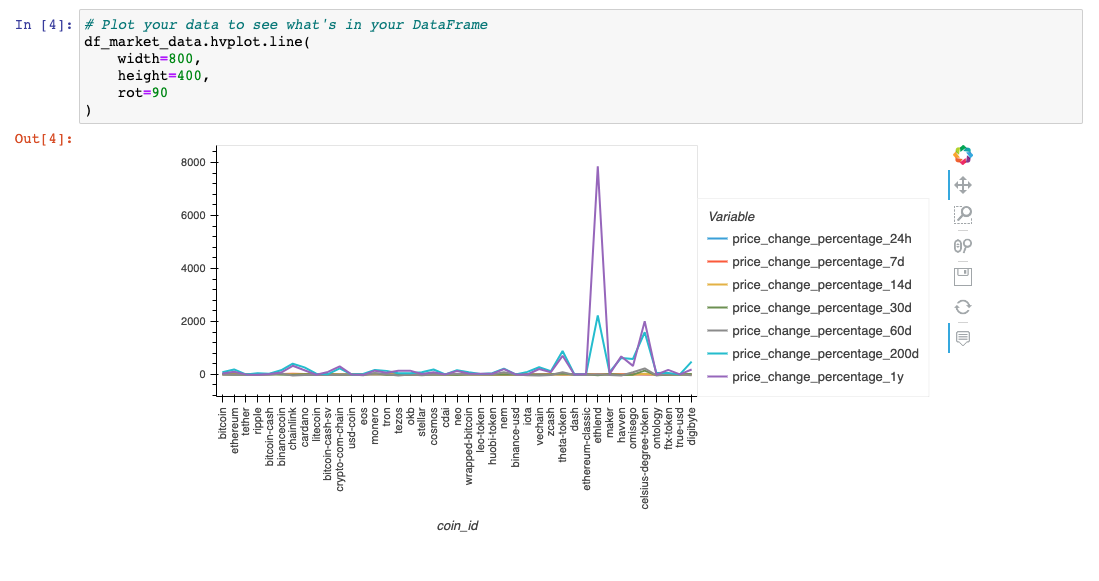 In [4]:
# Plot your data to see what's in your DataFrame
df_market_data.hvplot.line(
    width=800,
    height=400,
    rot=90
)
Out[4]:
8000
6000
4000
2000
0
bitcoin
ethereum
tether
ripple
bitcoin-cash
binancecoin
chainlink
cardano
litecoin
bitcoin-cash-sv
crypto-com-chain
usd-coin
eos
monero
tron
tezos
okb
stellar
cosmos
cdai
neo
wrapped-bitcoin
leo-token
huobi-token
nem
binance-usd
iota
vechain
zcash
theta-token
dash
ethereum-classic
ethlend
maker
havven
omisego
celsius-degree-token
ontology
ftx-token
true-usd
digibyte
coin_id
Variable
price_change_percentage_24h
price_change_percentage_7d
price_change_percentage_14d
price_change_percentage_30d
price_change_percentage_60d
price_change_percentage_200d
price_change_percentage_1y